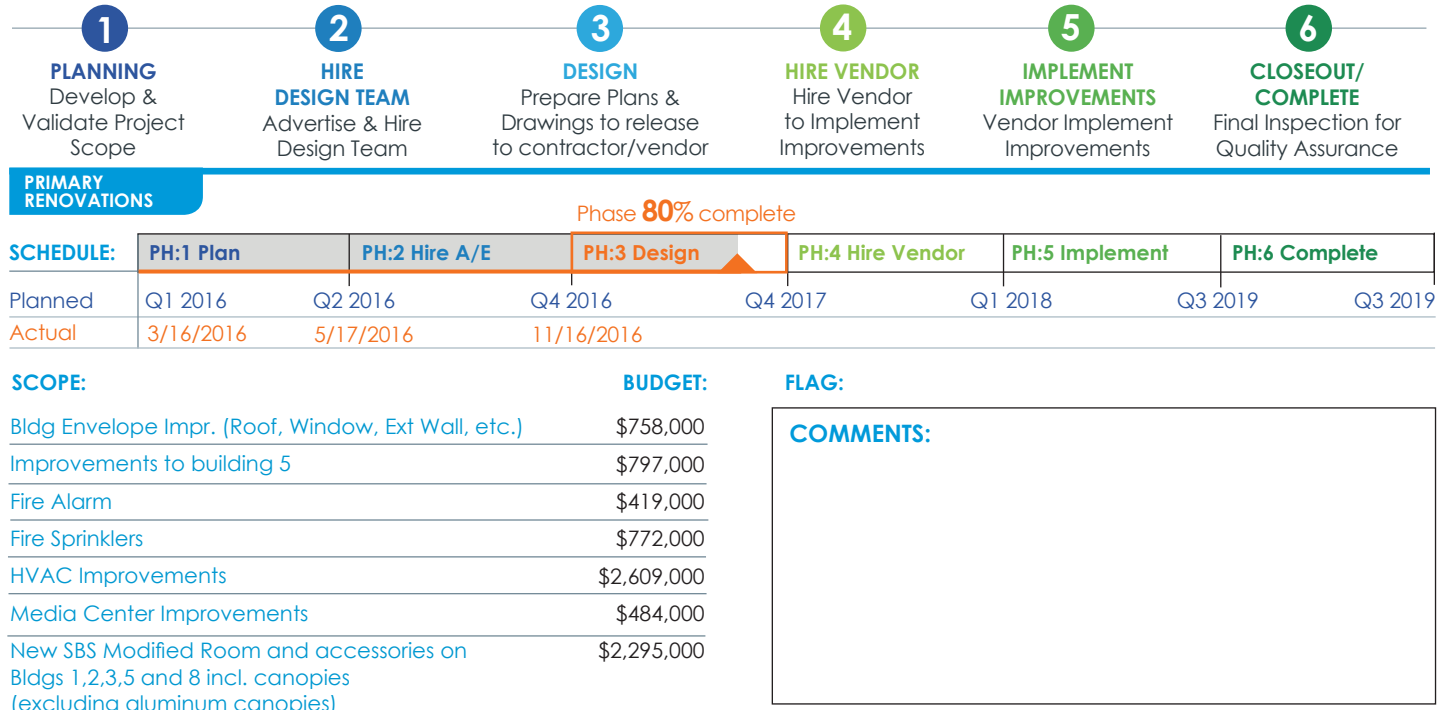 1 2 3 4 5 6
PLANNING
Develop &
Validate Project
Scope
HIRE
DESIGN TEAM
Advertise & Hire
Design Team
DESIGN
Prepare Plans &
Drawings to release
to contractor/vendor
HIRE VENDOR
Hire Vendor
to Implement
Improvements
IMPLEMENT
IMPROVEMENTS
Vendor Implement
Improvements
CLOSEOUT/
COMPLETE
Final Inspection for
Quality Assurance
PRIMARY
RENOVATIONS
Phase 80% complete
SCHEDULE: PH:1 Plan PH:2 Hire A/E PH:3 Design PH:4 Hire Vendor PH:5 Implement PH:6 Complete
Planned Q1 2016 Q2 2016 Q4 2016 Q4 2017 Q1 2018 Q3 2019 Q3 2019
Actual 3/16/2016 5/17/2016 11/16/2016
SCOPE: BUDGET:
Bldg Envelope Impr. (Roof, Window, Ext Wall, etc.) $758,000
Improvements to building 5 $797,000
Fire Alarm $419,000
Fire Sprinklers $772,000
HVAC Improvements $2,609,000
Media Center Improvements $484,000
New SBS Modified Room and accessories on $2,295,000
Bldgs 1,2,3,5 and 8 incl. canopies
(excluding aluminum canopies)
FLAG:
COMMENTS: